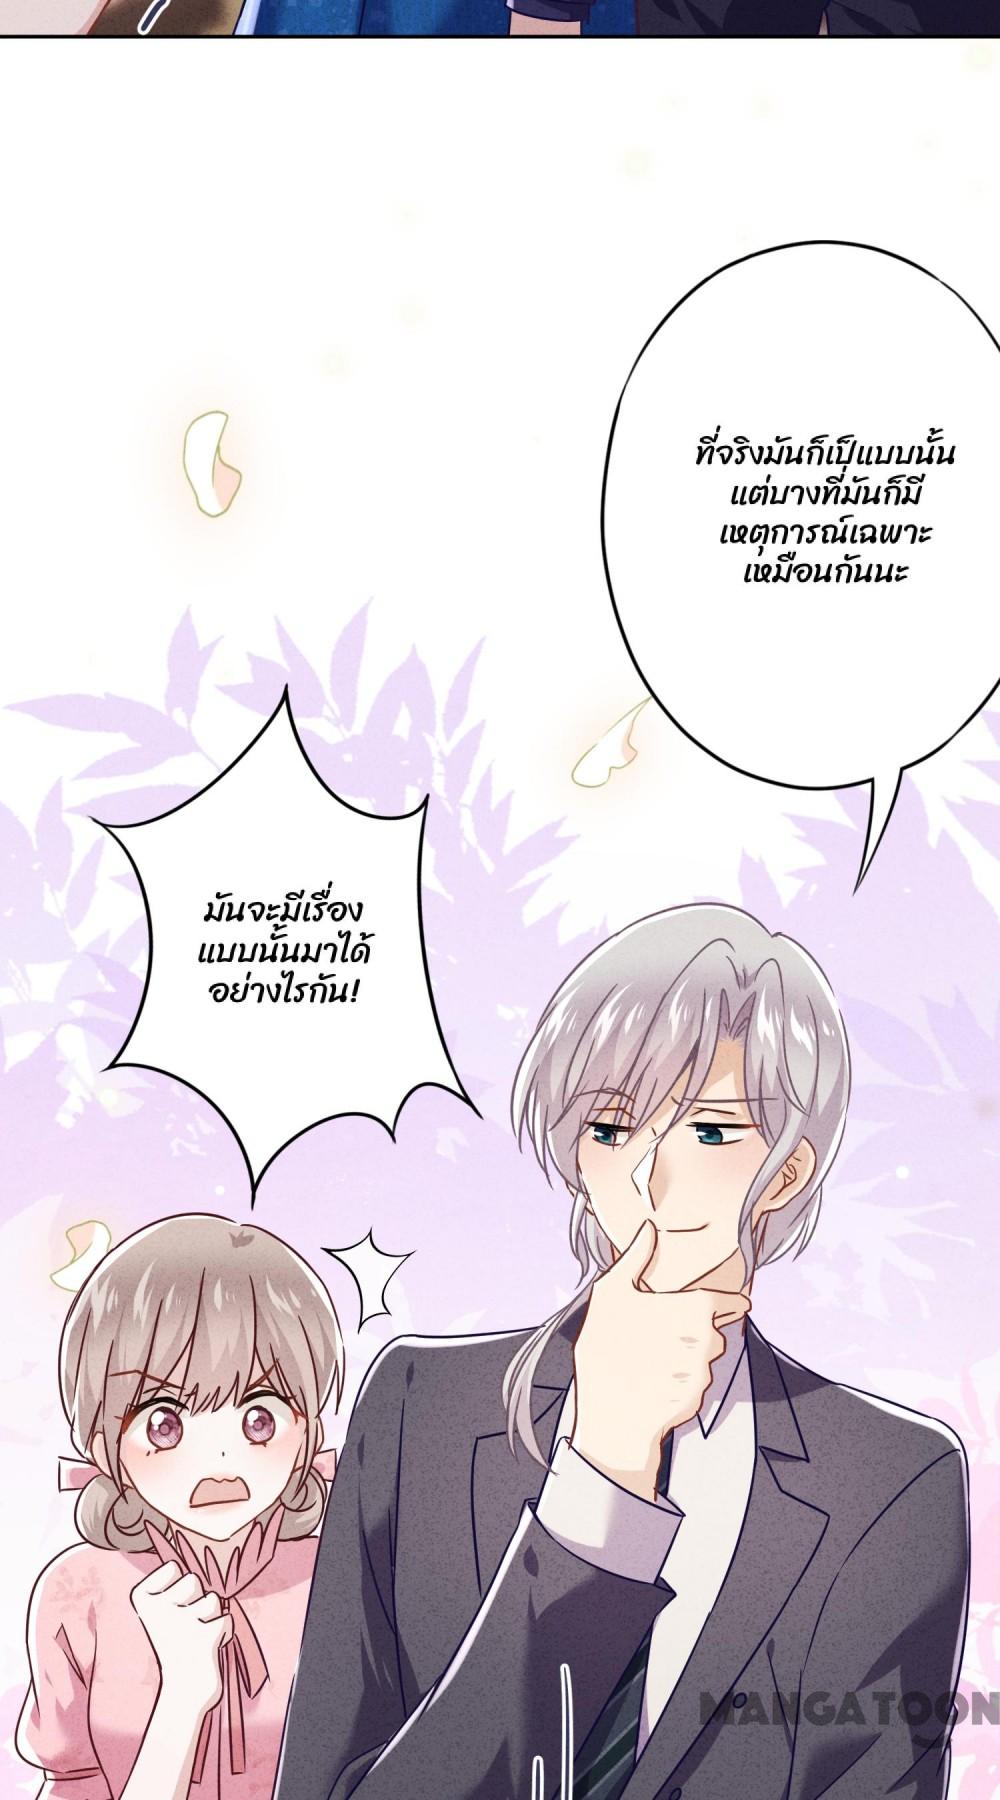 ที่จริงมันก็เป็แบบนั้น
แต่บางที่มันก็มี
เหตุการณ์เฉพาะ
เหมือนกันนะ
มันจะมีเรื่อง
แบบนั้นมาได้
อย่างไรกัน!
MANGATOON